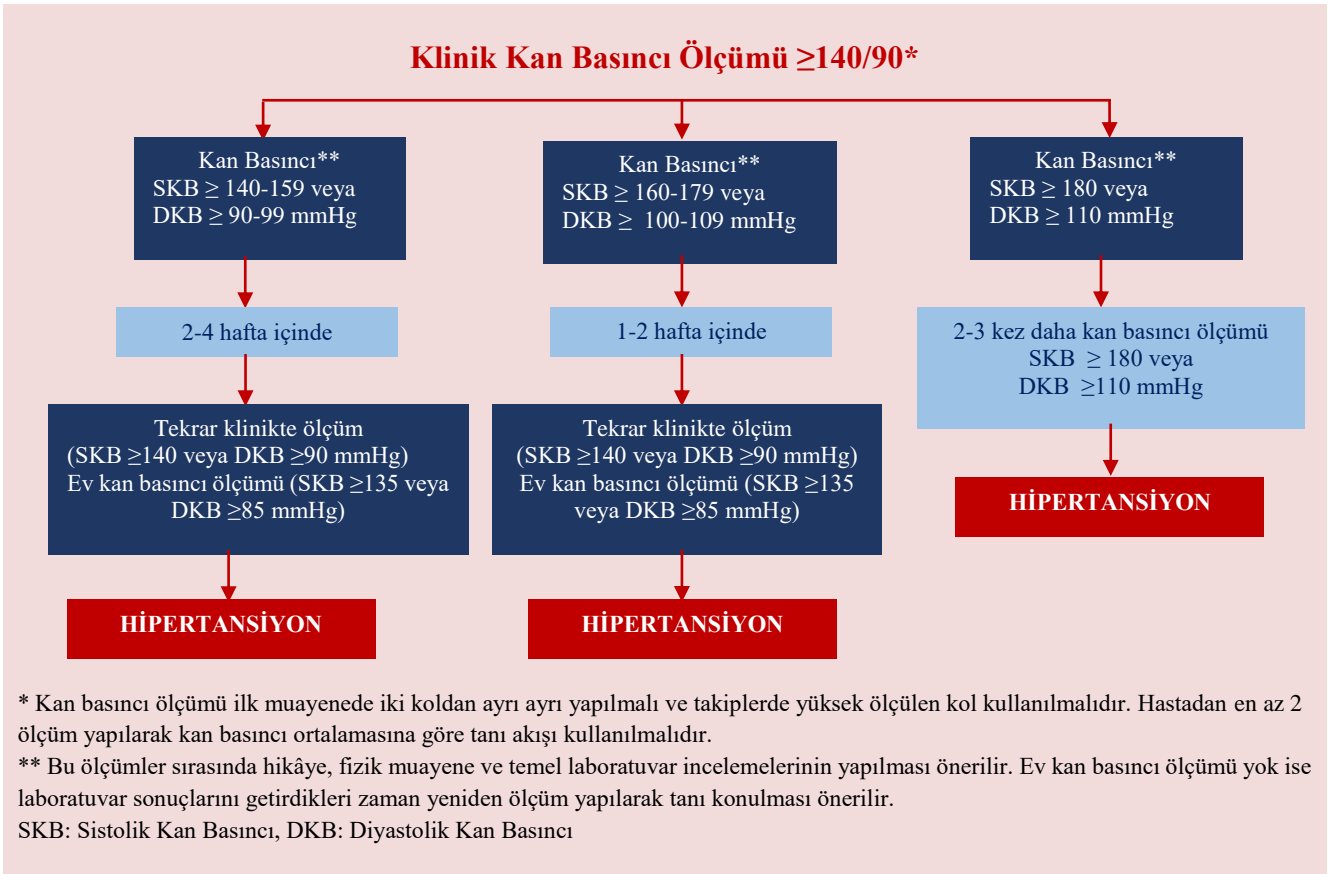 Klinik Kan Basıncı Ölçümü ≥140/90*
Kan Basıncı**
SKB ≥ 140-159 veya
DKB ≥ 90-99 mmHg
2-4 hafta içinde
Tekrar klinikte ölçüm
(SKB ≥140 veya DKB ≥90 mmHg)
Ev kan basıncı ölçümü (SKB ≥135 veya
DKB ≥85 mmHg)
HİPERTANSİYON
Kan Basıncı**
SKB ≥ 160-179 veya
DKB ≥ 100-109 mmHg
1-2 hafta içinde
Tekrar klinikte ölçüm
(SKB ≥140 veya DKB ≥90 mmHg)
Ev kan basıncı ölçümü (SKB ≥135
veya DKB ≥85 mmHg)
HİPERTANSİYON
Kan Basıncı**
SKB ≥ 180 veya
DKB ≥ 110 mmHg
2-3 kez daha kan basıncı ölçümü
SKB ≥ 180 veya
DKB ≥110 mmHg
HİPERTANSİYON
* Kan basıncı ölçümü ilk muayenede iki koldan ayrı ayrı yapılmalı ve takiplerde yüksek ölçülen kol kullanılmalıdır. Hastadan en az 2
ölçüm yapılarak kan basıncı ortalamasına göre tanı akışı kullanılmalıdır.
** Bu ölçümler sırasında hikâye, fizik muayene ve temel laboratuvar incelemelerinin yapılması önerilir. Ev kan basıncı ölçümü yok ise
laboratuvar sonuçlarını getirdikleri zaman yeniden ölçüm yapılarak tanı konulması önerilir.
SKB: Sistolik Kan Basıncı, DKB: Diyastolik Kan Basıncı